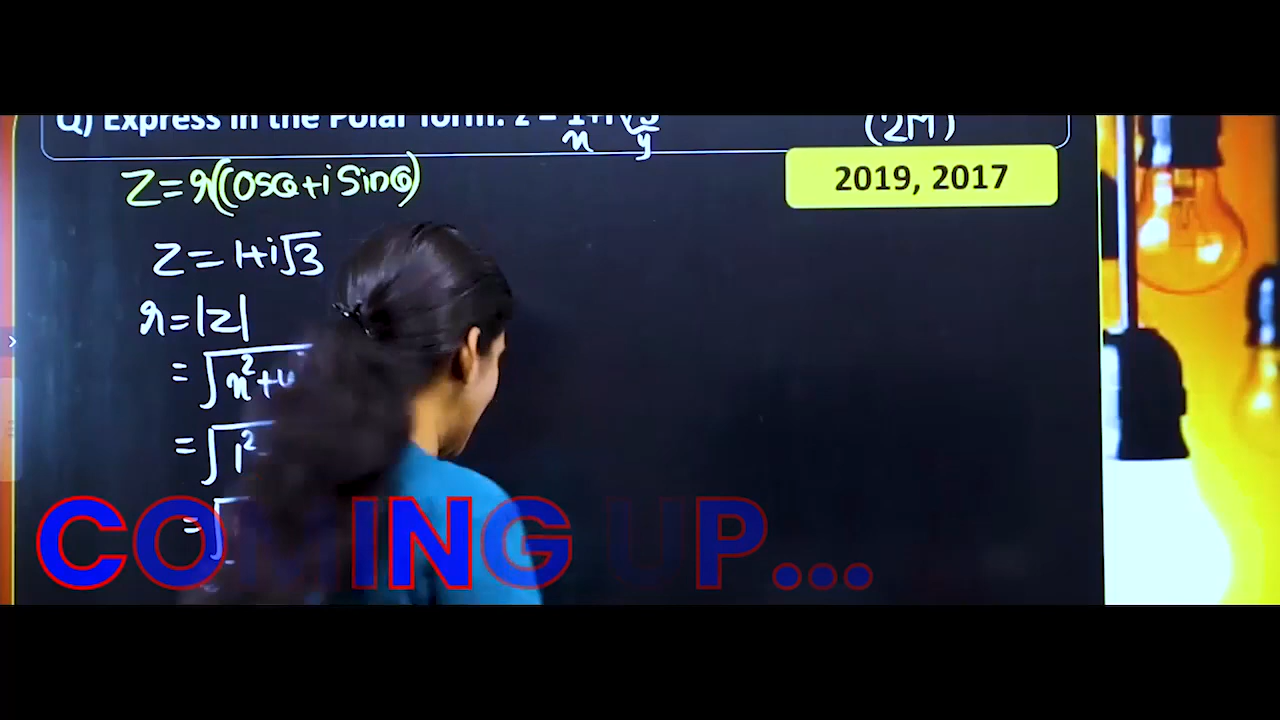 Q) Express in the Polar form: z = 1+i√3
x y (2M)
2019, 2017
Z=r(Cosθ+i Sinθ)
Z=1+i√3
r=|z|
=√x²+y
=√1²
=√
COMING UP...